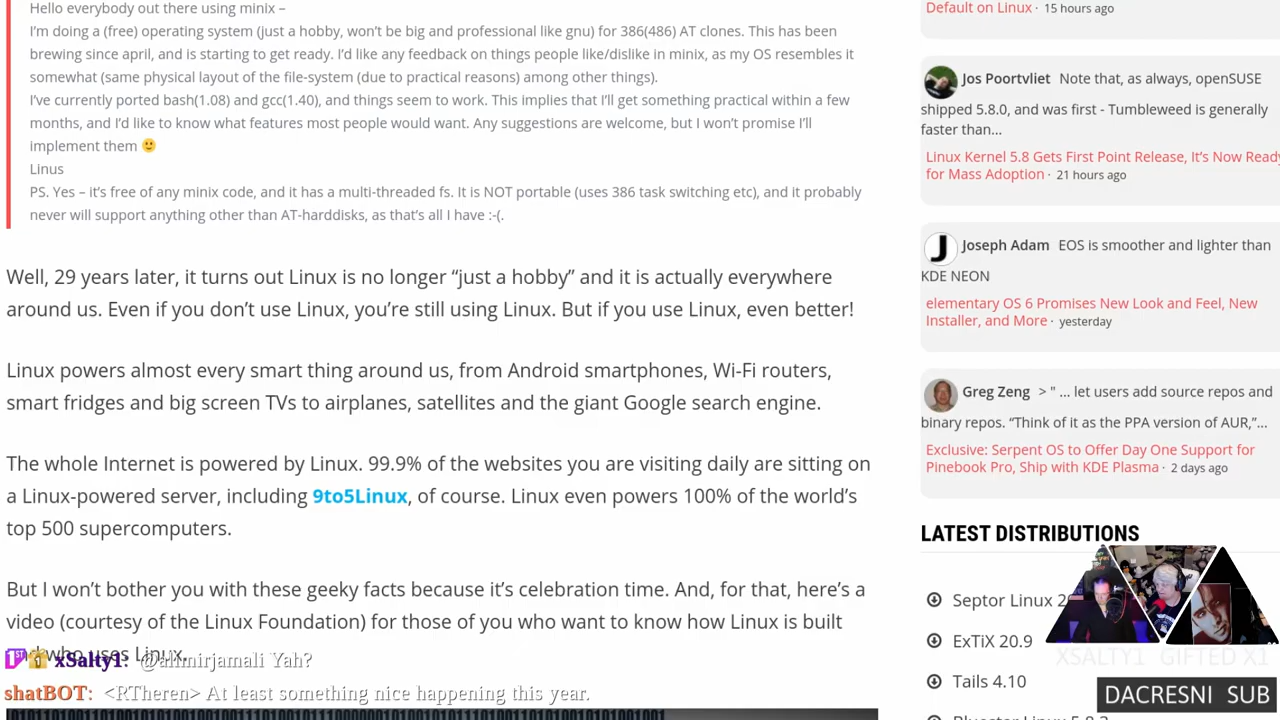 Hello everybody out there using minix –
I'm doing a (free) operating system (just a hobby, won't be big and professional like gnu) for 386(486) AT clones. This has
been brewing since april, and is starting to get ready. I'd like any feedback on things people like/dislike in minix, as my OS resembles it
somewhat (same physical layout of the file-system (due to practical reasons) among other things).
I've currently ported bash(1.08) and gcc(1.40), and things seem to work. This implies that I'll get something practical within a few
months, and I'd like to know what features most people would want. Any suggestions are welcome, but I won't promise I'll
implement them 🙂
Linus
PS. Yes – it's free of any minix code, and it has a multi-threaded fs. It is NOT portable (uses 386 task switching etc), and it probably
never will support anything other than AT-harddisks, as that's all I have :-(.
Well, 29 years later, it turns out Linux is no longer “just a hobby” and it is actually everywhere
around us. Even if you don't use Linux, you're still using Linux. But if you use Linux, even better!
Linux powers almost every smart thing around us, from Android smartphones, Wi-Fi routers,
smart fridges and big screen TVs to airplanes, satellites and the giant Google search engine.
The whole Internet is powered by Linux. 99.9% of the websites you are visiting daily are sitting on
a Linux-powered server, including 9to5Linux, of course. Linux even powers 100% of the world's
top 500 supercomputers.
But I won't bother you with these geeky facts because it's celebration time. And, for that, here's a
video (courtesy of the Linux Foundation) for those of you who want to know how Linux is built
and who uses Linux.
xSalty1: @alimirjamali Yah?
shatBOT: <RTheren> At least something nice happening this year.
Default on Linux · 15 hours ago
Jos Poortvliet Note that, as always, openSUSE
shipped 5.8.0, and was first - Tumbleweed is generally
faster than...
Linux Kernel 5.8 Gets First Point Release, It's Now Ready
for Mass Adoption · 21 hours ago
Joseph Adam EOS is smoother and lighter than
KDE NEON
elementary OS 6 Promises New Look and Feel, New
Installer, and More · yesterday
Greg Zeng > " ... let users add source repos and
binary repos. “Think of it as the PPA version of AUR,”...
Exclusive: Serpent OS to Offer Day One Support for
Pinebook Pro, Ship with KDE Plasma · 2 days ago
LATEST DISTRIBUTIONS
Septor Linux 2
ExTiX 20.9
Tails 4.10
XSALTY1 GIFTED X1
DACRESNI SUB